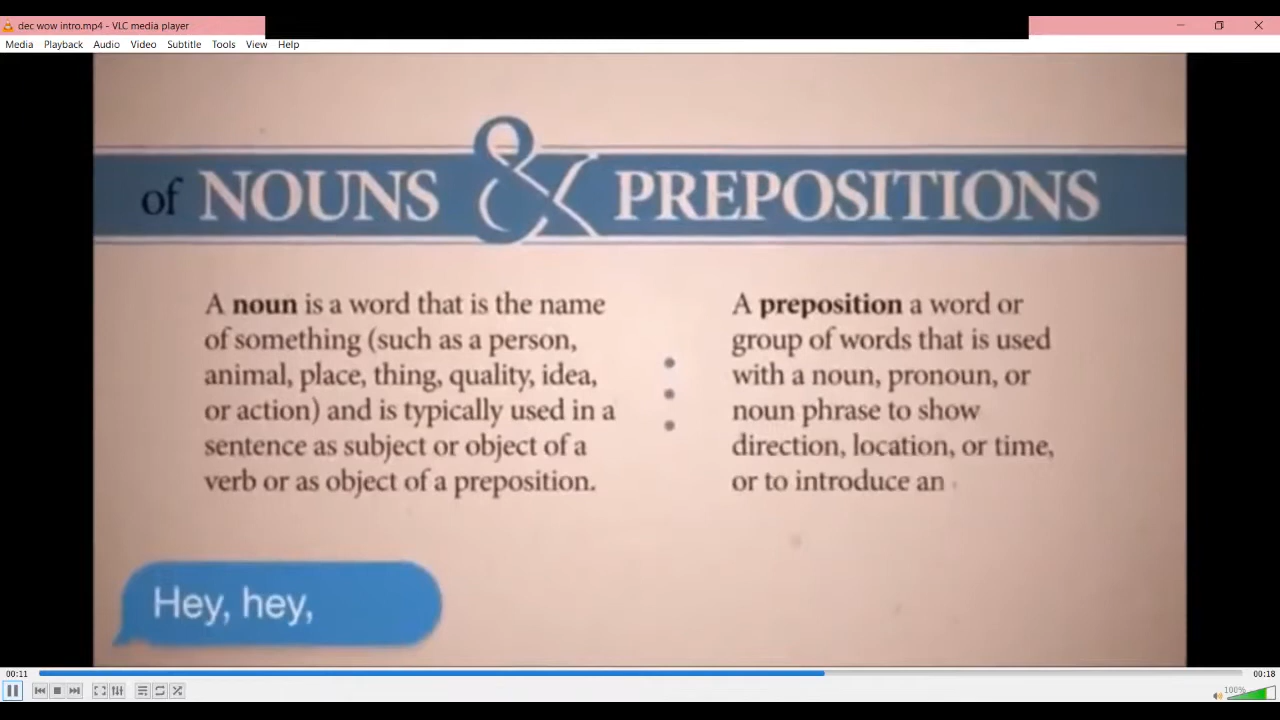 dec wow intro.mp4 - VLC media player
Media Playback Audio Video Subtitle Tools View Help
of NOUNS & PREPOSITIONS
A noun is a word that is the name
of something (such as a person,
animal, place, thing, quality, idea,
or action) and is typically used in a
sentence as subject or object of a
verb or as object of a preposition.
A preposition a word or
group of words that is used
with a noun, pronoun, or
noun phrase to show
direction, location, or time,
or to introduce an
Hey, hey,
00:11
00:18
100%